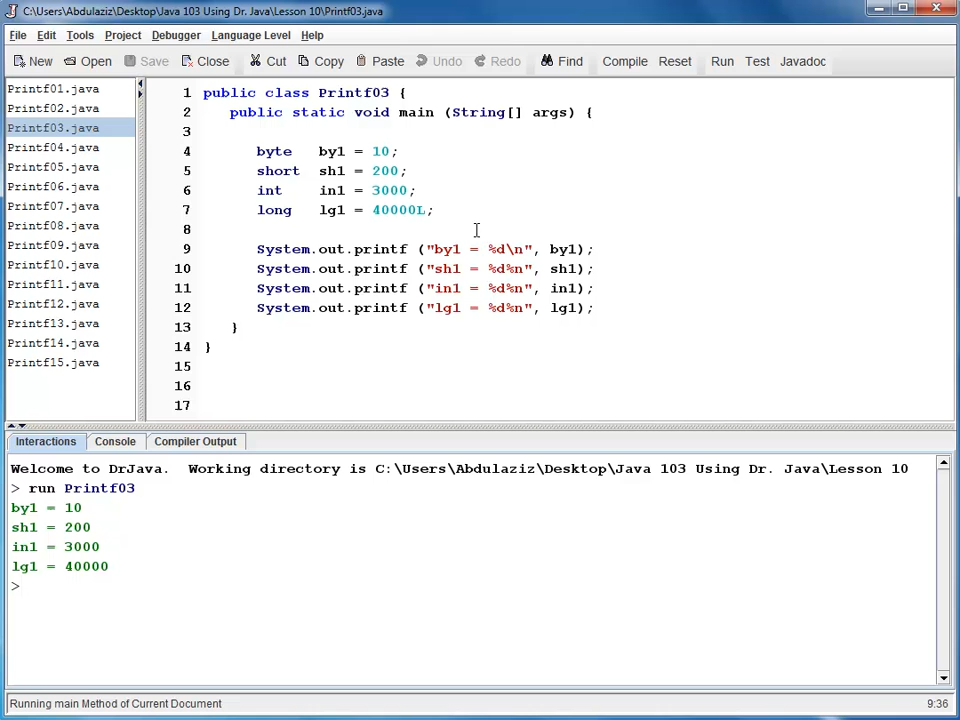 C:\Users\Abdulaziz\Desktop\Java 103 Using Dr. Java\Lesson 10\Printf03.java
File Edit Tools Project Debugger Language Level Help
New Open Save Close Cut Copy Paste Undo Redo Find Compile Reset Run Test Javadoc
Printf01.java
Printf02.java
Printf03.java
Printf04.java
Printf05.java
Printf06.java
Printf07.java
Printf08.java
Printf09.java
Printf10.java
Printf11.java
Printf12.java
Printf13.java
Printf14.java
Printf15.java
1 public class Printf03 {
2 public static void main (String[] args) {
3
4 byte by1 = 10;
5 short sh1 = 200;
6 int in1 = 3000;
7 long lg1 = 40000L;
8
9 System.out.printf ("by1 = %d\n", by1);
10 System.out.printf ("sh1 = %d%n", sh1);
11 System.out.printf ("in1 = %d%n", in1);
12 System.out.printf ("lg1 = %d%n", lg1);
13 }
14 }
15
16
17
Interactions Console Compiler Output
Welcome to DrJava. Working directory is C:\Users\Abdulaziz\Desktop\Java 103 Using Dr. Java\Lesson 10
> run Printf03
by1 = 10
sh1 = 200
in1 = 3000
lg1 = 40000
>
Running main Method of Current Document 9:36